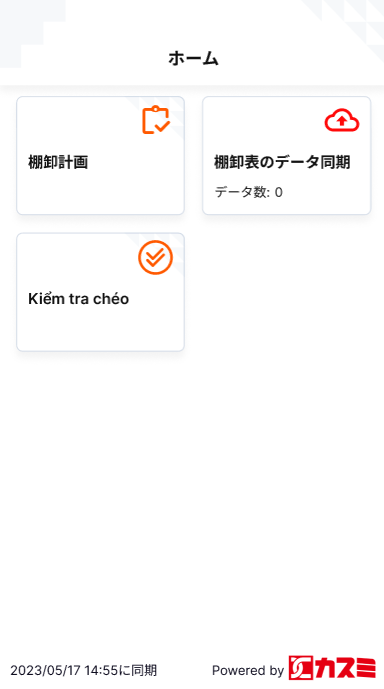 ホーム
棚卸計画
棚卸表のデータ同期
データ数: 0
Kiểm tra chéo
2023/05/17 14:55に同期
Powered by カスミ